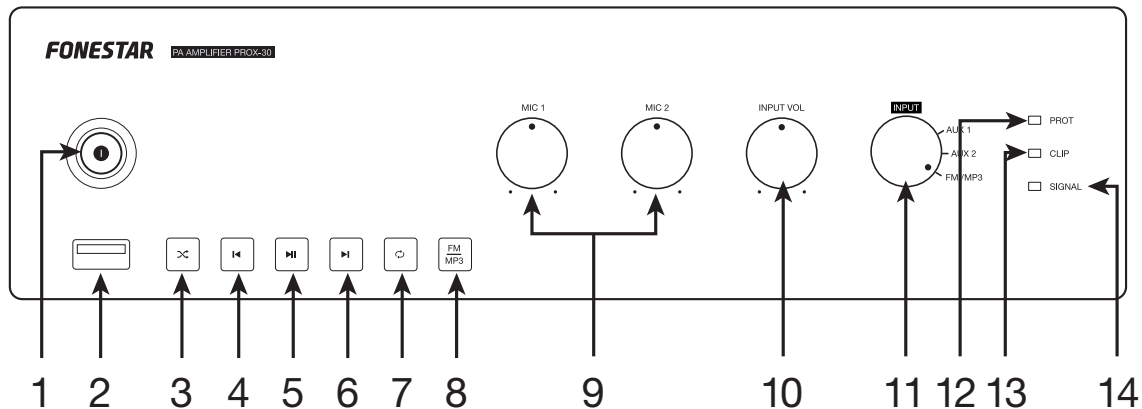 FONESTAR PA AMPLIFIER PROX-30
MIC 1 MIC 2 INPUT VOL INPUT
AUX 1
AUX 2
FM/MP3
PROT
CLIP
SIGNAL
FM
MP3
1 2 3 4 5 6 7 8 9 10 11 12 13 14